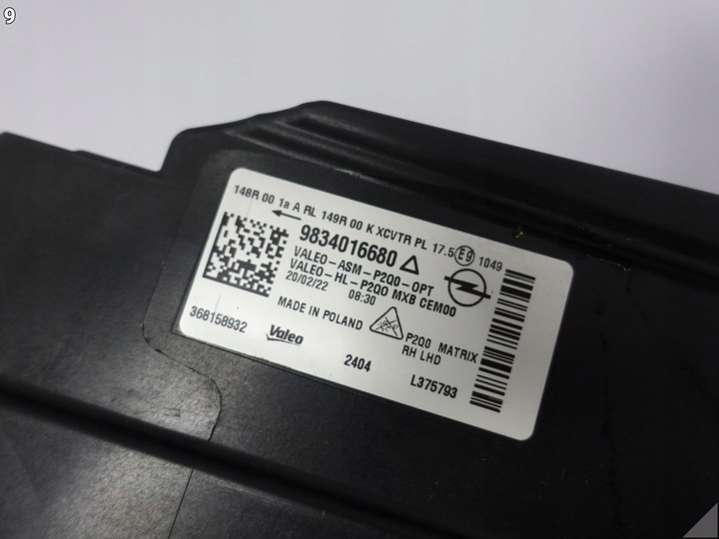 9
148R 00 1a A RL 149R 00 K XCVTR PL 17.5 E9 1049
9834016680
VALEO-ASM-P2QO-OPT
VALEO-HL-P2QO MXB CEM00
20/02/22 08:30
MADE IN POLAND
P2QO MATRIX
RH LHD
368158932
Valeo
2404
L375793